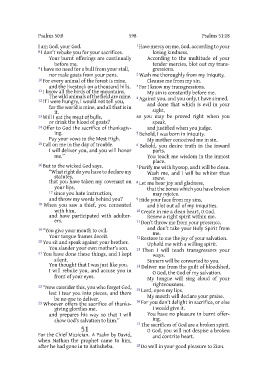 Psalms 50:8 598 Psalms 51:18
I am God, your God.
8 I don't rebuke you for your sacrifices.
Your burnt offerings are continually
before me.
9 I have no need for a bull from your stall,
nor male goats from your pens.
10 For every animal of the forest is mine,
and the livestock on a thousand hills.
11 I know all the birds of the mountains.
The wild animals of the field are mine.
12 If I were hungry, I would not tell you,
for the world is mine, and all that is in
it.
13 Will I eat the meat of bulls,
or drink the blood of goats?
14 Offer to God the sacrifice of thanksgiv-
ing.
Pay your vows to the Most High.
15 Call on me in the day of trouble.
I will deliver you, and you will honor
me."
16 But to the wicked God says,
"What right do you have to declare my
statutes,
that you have taken my covenant on
your lips,
17 since you hate instruction,
and throw my words behind you?
18 When you saw a thief, you consented
with him,
and have participated with adulter-
ers.
19 "You give your mouth to evil.
Your tongue frames deceit.
20 You sit and speak against your brother.
You slander your own mother's son.
21 You have done these things, and I kept
silent.
You thought that I was just like you.
I will rebuke you, and accuse you in
front of your eyes.
22 "Now consider this, you who forget God,
lest I tear you into pieces, and there
be no one to deliver.
23 Whoever offers the sacrifice of thanks-
giving glorifies me,
and prepares his way so that I will
show God's salvation to him."
51
For the Chief Musician. A Psalm by David,
when Nathan the prophet came to him,
after he had gone in to Bathsheba.
1 Have mercy on me, God, according to your
loving kindness.
According to the multitude of your
tender mercies, blot out my trans-
gressions.
2 Wash me thoroughly from my iniquity.
Cleanse me from my sin.
3 For I know my transgressions.
My sin is constantly before me.
4 Against you, and you only, I have sinned,
and done that which is evil in your
sight;
so you may be proved right when you
speak,
and justified when you judge.
5 Behold, I was born in iniquity.
My mother conceived me in sin.
6 Behold, you desire truth in the inward
parts.
You teach me wisdom in the inmost
place.
7 Purify me with hyssop, and I will be clean.
Wash me, and I will be whiter than
snow.
8 Let me hear joy and gladness,
that the bones which you have broken
may rejoice.
9 Hide your face from my sins,
and blot out all of my iniquities.
10 Create in me a clean heart, O God.
Renew a right spirit within me.
11 Don't throw me from your presence,
and don't take your Holy Spirit from
me.
12 Restore to me the joy of your salvation.
Uphold me with a willing spirit.
13 Then I will teach transgressors your
ways.
Sinners will be converted to you.
14 Deliver me from the guilt of bloodshed,
O God, the God of my salvation.
My tongue will sing aloud of your
righteousness.
15 Lord, open my lips.
My mouth will declare your praise.
16 For you don't delight in sacrifice, or else
I would give it.
You have no pleasure in burnt offer-
ing.
17 The sacrifices of God are a broken spirit.
O God, you will not despise a broken
and contrite heart.
18 Do well in your good pleasure to Zion.